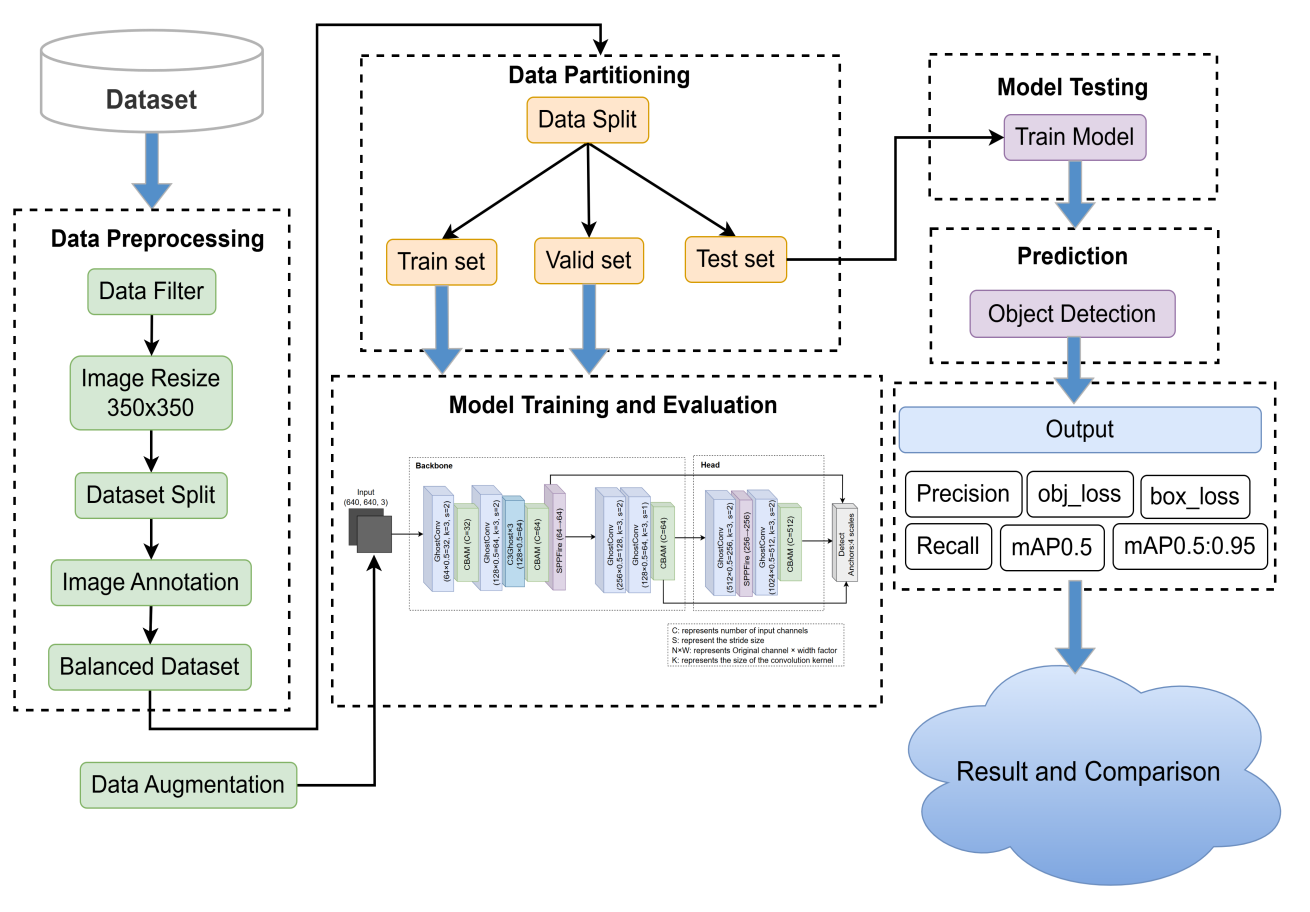 Dataset
Data Preprocessing
Data Filter
Image Resize
350x350
Dataset Split
Image Annotation
Balanced Dataset
Data Augmentation
Data Partitioning
Data Split
Train set
Valid set
Test set
Model Training and Evaluation
Input
(640, 640, 3)
Backbone
GhostConv
(64×0.5=32, k=3, s=2)
CBAM (C=32)
GhostConv
(128×0.5=64, k=3, s=2)
C3Ghost×3
(128×0.5=64)
CBAM (C=64)
SPPFire (64→64)
GhostConv
(256×0.5=128, k=3, s=2)
GhostConv
(128×0.5=64, k=3, s=1)
CBAM (C=64)
Head
GhostConv
(512×0.5=256, k=3, s=2)
SPPFire (256→256)
GhostConv
(1024×0.5=512, k=3, s=2)
CBAM (C=512)
Detect
Anchors:4 scales
C: represents number of input channels
S: represent the stride size
N×W: represents Original channel × width factor
K: represents the size of the convolution kernel
Model Testing
Train Model
Prediction
Object Detection
Output
Precision
obj_loss
box_loss
Recall
mAP0.5
mAP0.5:0.95
Result and Comparison